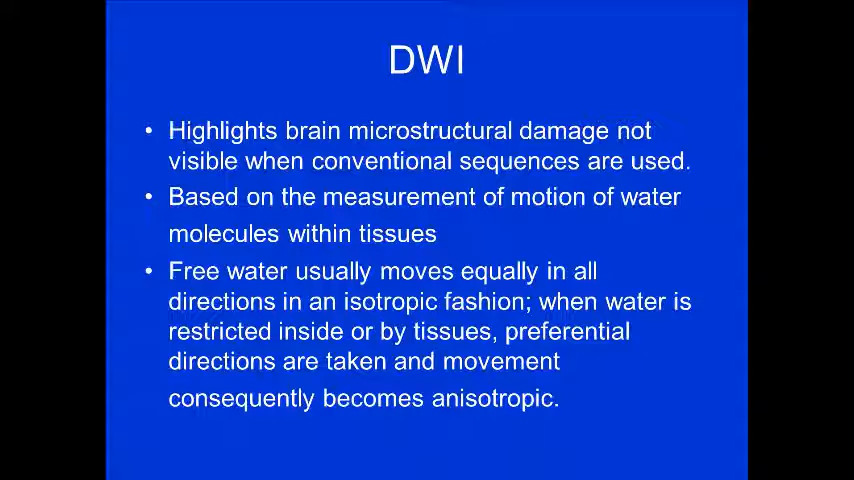 DWI
• Highlights brain microstructural damage not
visible when conventional sequences are used.
• Based on the measurement of motion of water
molecules within tissues
• Free water usually moves equally in all
directions in an isotropic fashion; when water is
restricted inside or by tissues, preferential
directions are taken and movement
consequently becomes anisotropic.